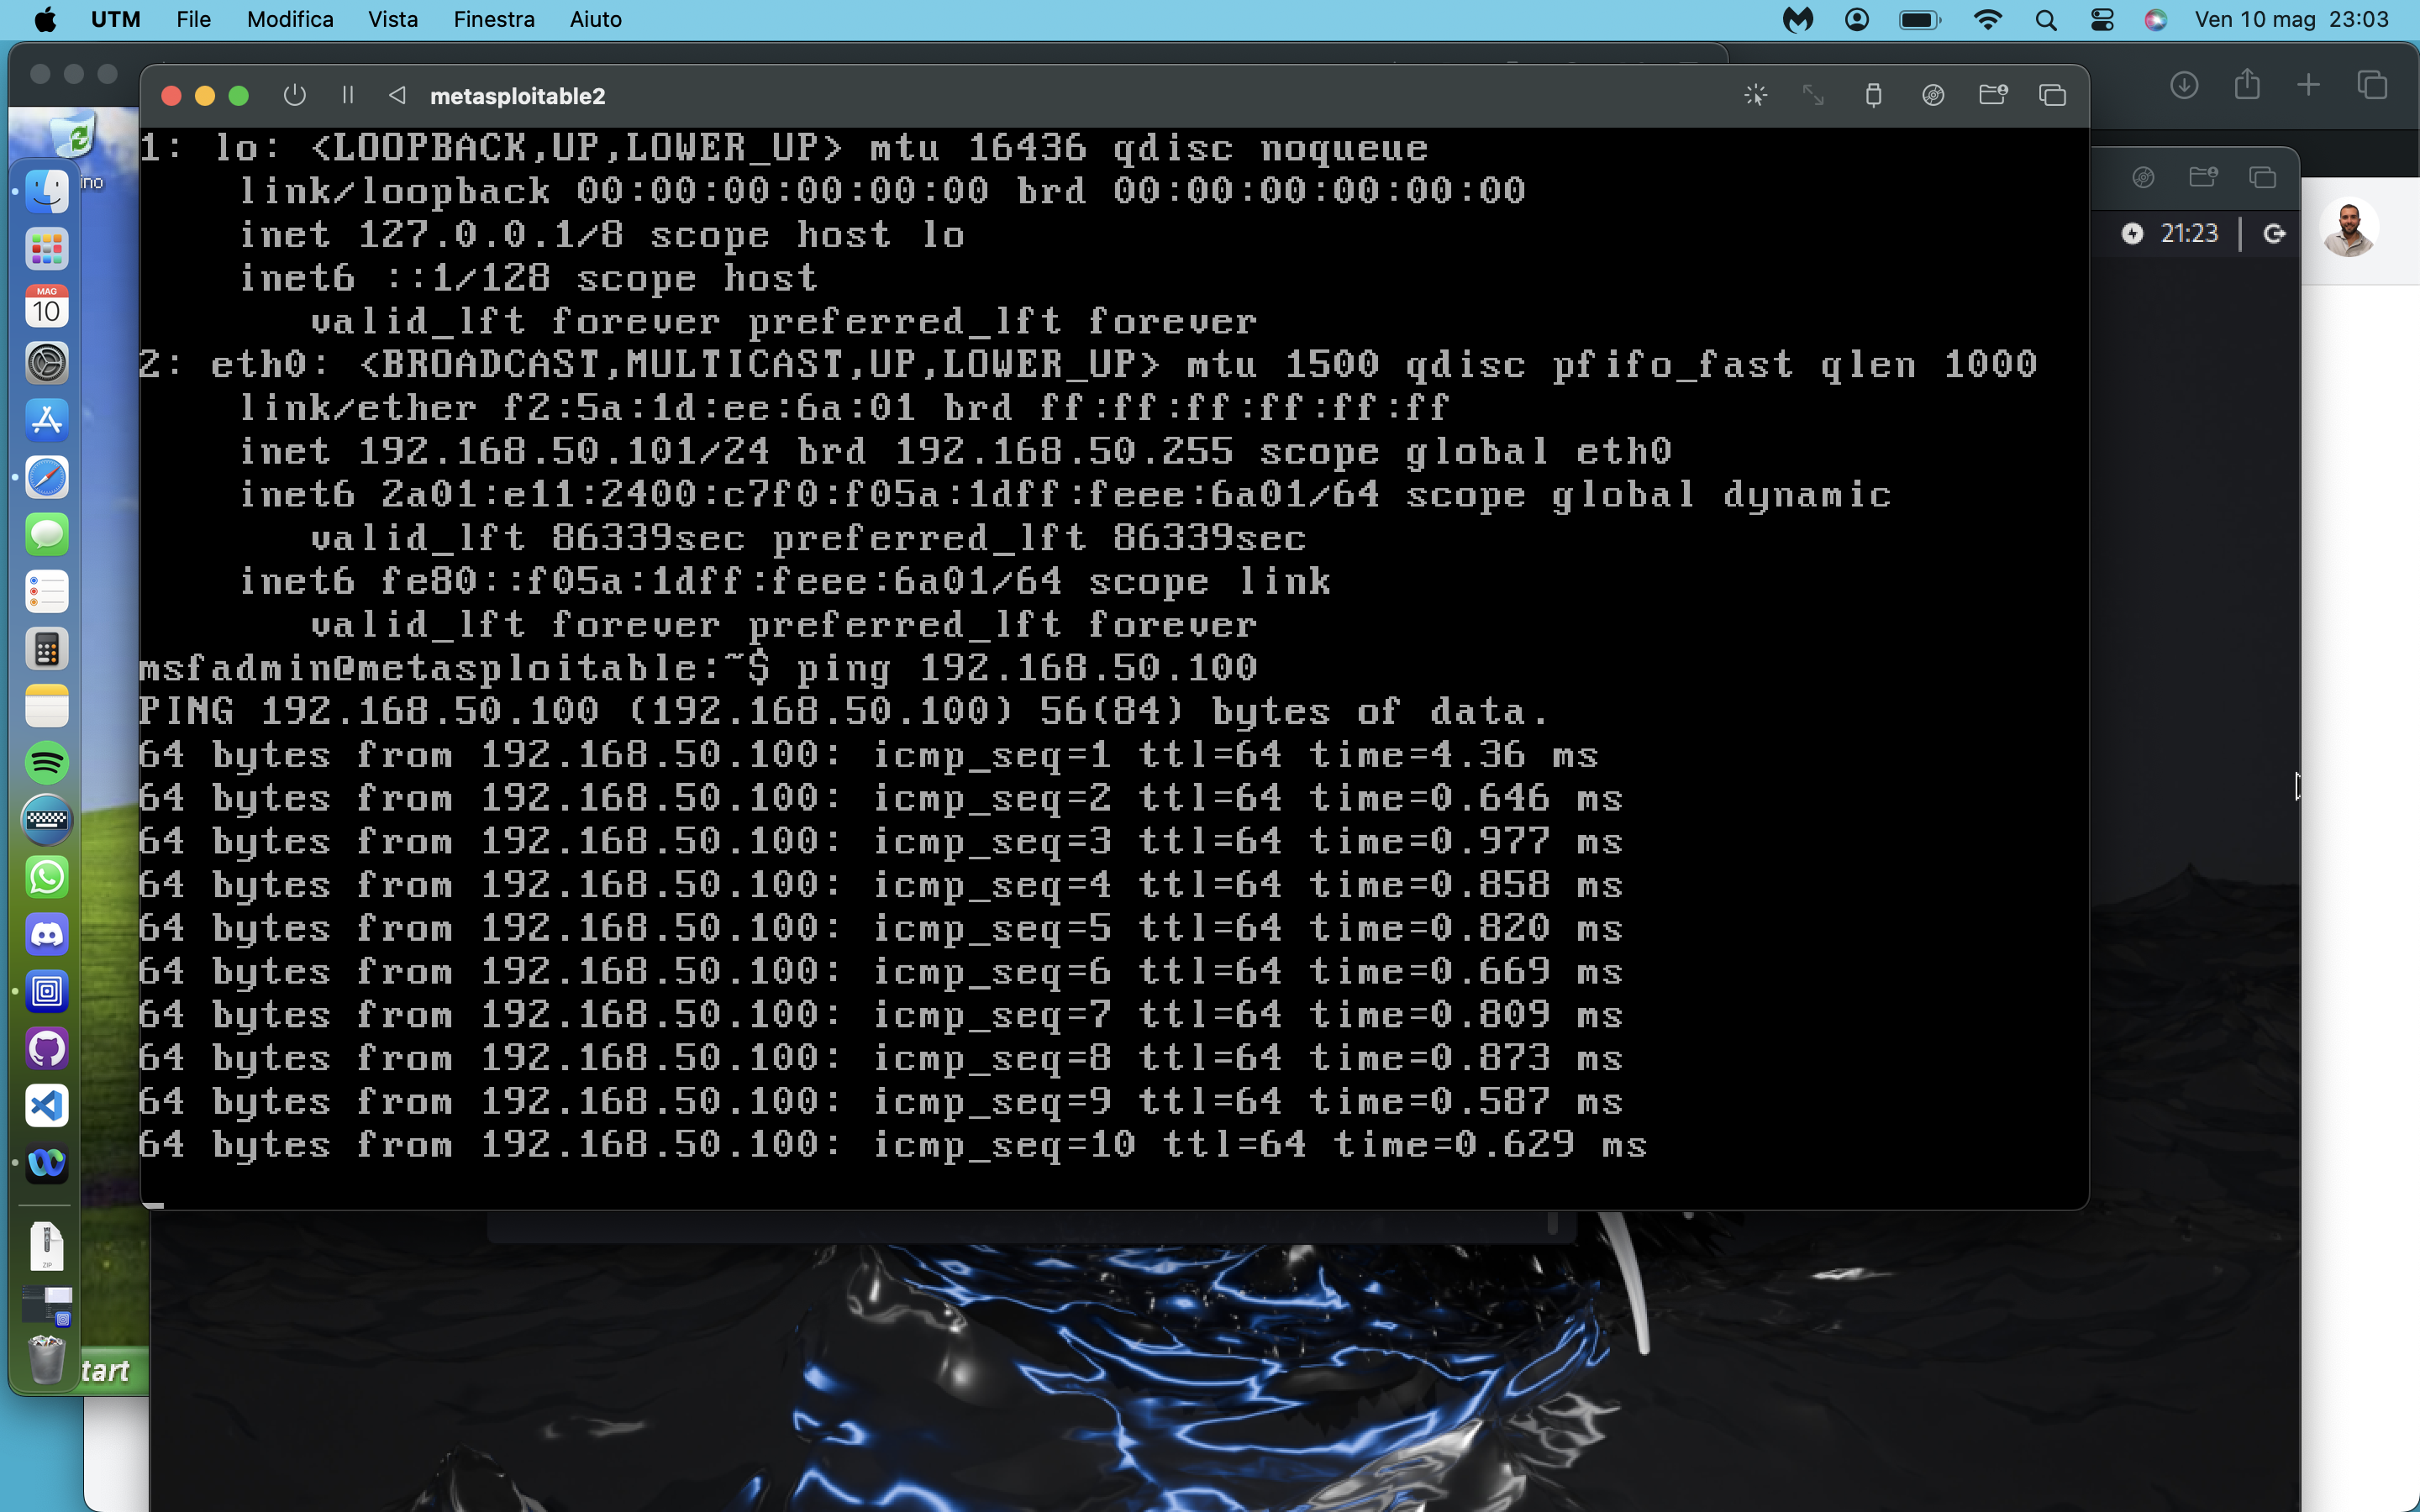 UTM File Modifica Vista Finestra Aiuto Ven 10 mag 23:03
metasploitable2
1: lo: <LOOPBACK,UP,LOWER_UP> mtu 16436 qdisc noqueue
link/loopback 00:00:00:00:00:00 brd 00:00:00:00:00:00
inet 127.0.0.1/8 scope host lo
inet6 ::1/128 scope host
valid_lft forever preferred_lft forever
2: eth0: <BROADCAST,MULTICAST,UP,LOWER_UP> mtu 1500 qdisc pfifo_fast qlen 1000
link/ether f2:5a:1d:ee:6a:01 brd ff:ff:ff:ff:ff:ff
inet 192.168.50.101/24 brd 192.168.50.255 scope global eth0
inet6 2a01:e11:2400:c7f0:f05a:1dff:feee:6a01/64 scope global dynamic
valid_lft 86339sec preferred_lft 86339sec
inet6 fe80::f05a:1dff:feee:6a01/64 scope link
valid_lft forever preferred_lft forever
msfadmin@metasploitable:~$ ping 192.168.50.100
PING 192.168.50.100 (192.168.50.100) 56(84) bytes of data.
64 bytes from 192.168.50.100: icmp_seq=1 ttl=64 time=4.36 ms
64 bytes from 192.168.50.100: icmp_seq=2 ttl=64 time=0.646 ms
64 bytes from 192.168.50.100: icmp_seq=3 ttl=64 time=0.977 ms
64 bytes from 192.168.50.100: icmp_seq=4 ttl=64 time=0.858 ms
64 bytes from 192.168.50.100: icmp_seq=5 ttl=64 time=0.820 ms
64 bytes from 192.168.50.100: icmp_seq=6 ttl=64 time=0.669 ms
64 bytes from 192.168.50.100: icmp_seq=7 ttl=64 time=0.809 ms
64 bytes from 192.168.50.100: icmp_seq=8 ttl=64 time=0.873 ms
64 bytes from 192.168.50.100: icmp_seq=9 ttl=64 time=0.587 ms
64 bytes from 192.168.50.100: icmp_seq=10 ttl=64 time=0.629 ms
21:23
ino
MAG
10
ZIP
tart